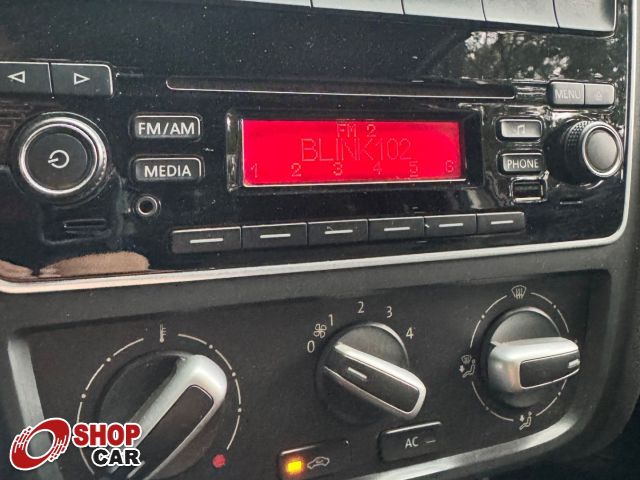 MENU
FM/AM
MEDIA
FM 2
BLINK102
1 2 3 4 5 6
PHONE
0 1 2 3 4
AC
SHOP
CAR